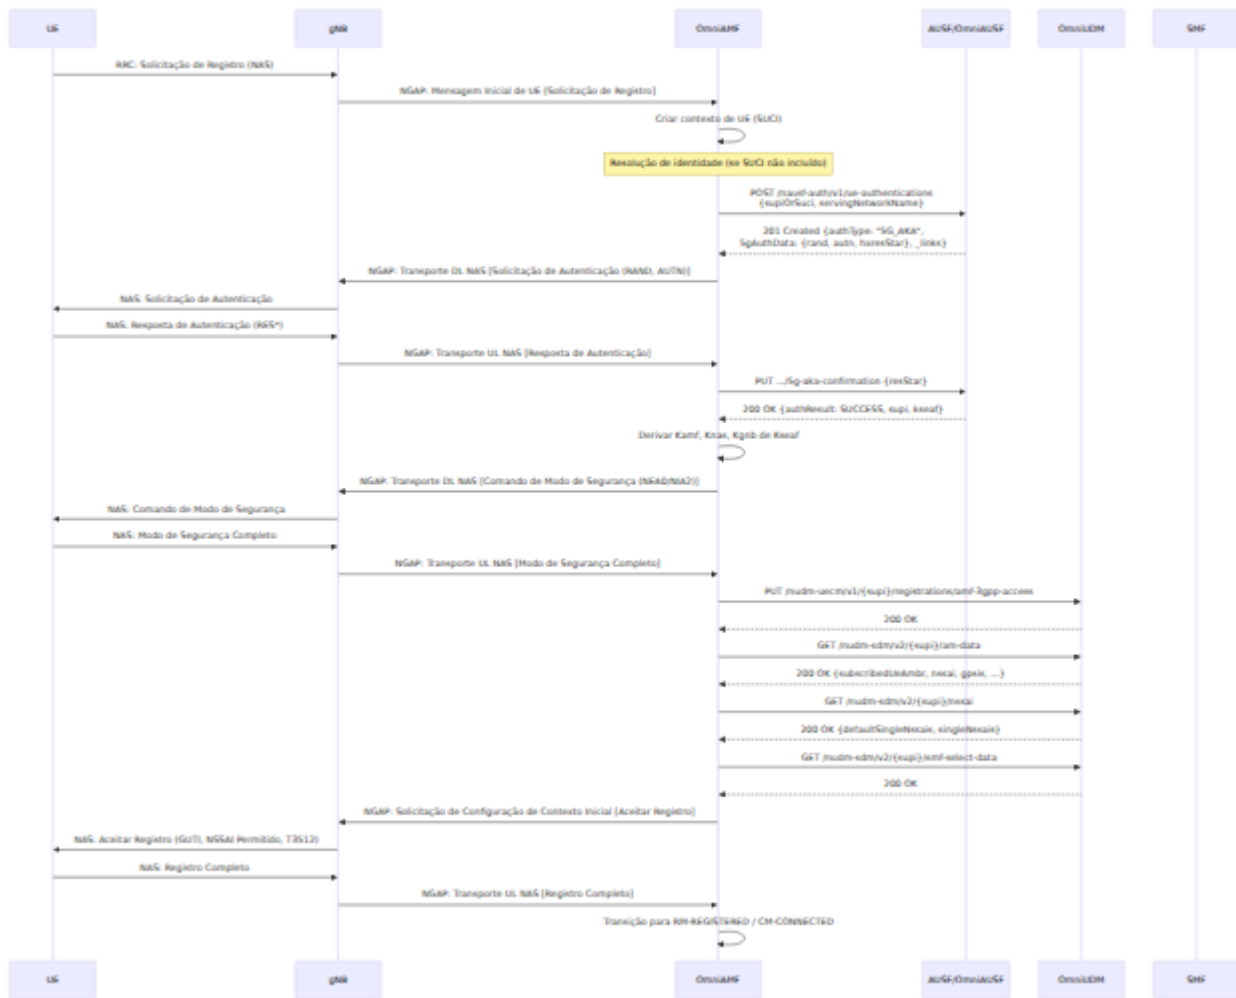 UE
gNB
OmniAMF
AUSF/OmniAUSF
OmniUDM
SMF
RRC: Solicitação de Registro (NAS)
NGAP: Mensagem Inicial de UE [Solicitação de Registro]
Criar contexto de UE (SUCI)
Resolução de identidade (se SUCI não incluído)
POST /nausf-auth/v1/ue-authentications
{supiOrSuci, servingNetworkName}
201 Created {authType: "5G_AKA",
5gAuthData: {rand, autn, hxresStar}, _links}
NGAP: Transporte DL NAS [Solicitação de Autenticação (RAND, AUTN)]
NAS: Solicitação de Autenticação
NAS: Resposta de Autenticação (RES*)
NGAP: Transporte UL NAS [Resposta de Autenticação]
PUT .../5g-aka-confirmation {resStar}
200 OK {authResult: SUCCESS, supi, kseaf}
Derivar Kamf, Knas, Kgnb de Kseaf
NGAP: Transporte DL NAS [Comando de Modo de Segurança (NEA0/NIA2)]
NAS: Comando de Modo de Segurança
NAS: Modo de Segurança Completo
NGAP: Transporte UL NAS [Modo de Segurança Completo]
PUT /nudm-uecm/v1/{supi}/registrations/amf-3gpp-access
200 OK
GET /nudm-sdm/v2/{supi}/am-data
200 OK {subscribedUeAmbr, nssai, gpsis, ...}
GET /nudm-sdm/v2/{supi}/nssai
200 OK {defaultSingleNssais, singleNssais}
GET /nudm-sdm/v2/{supi}/smf-select-data
200 OK
NGAP: Solicitação de Configuração de Contexto Inicial [Aceitar Registro]
NAS: Aceitar Registro (GUTI, NSSAI Permitido, T3512)
NAS: Registro Completo
NGAP: Transporte UL NAS [Registro Completo]
Transição para RM-REGISTERED / CM-CONNECTED
UE
gNB
OmniAMF
AUSF/OmniAUSF
OmniUDM
SMF